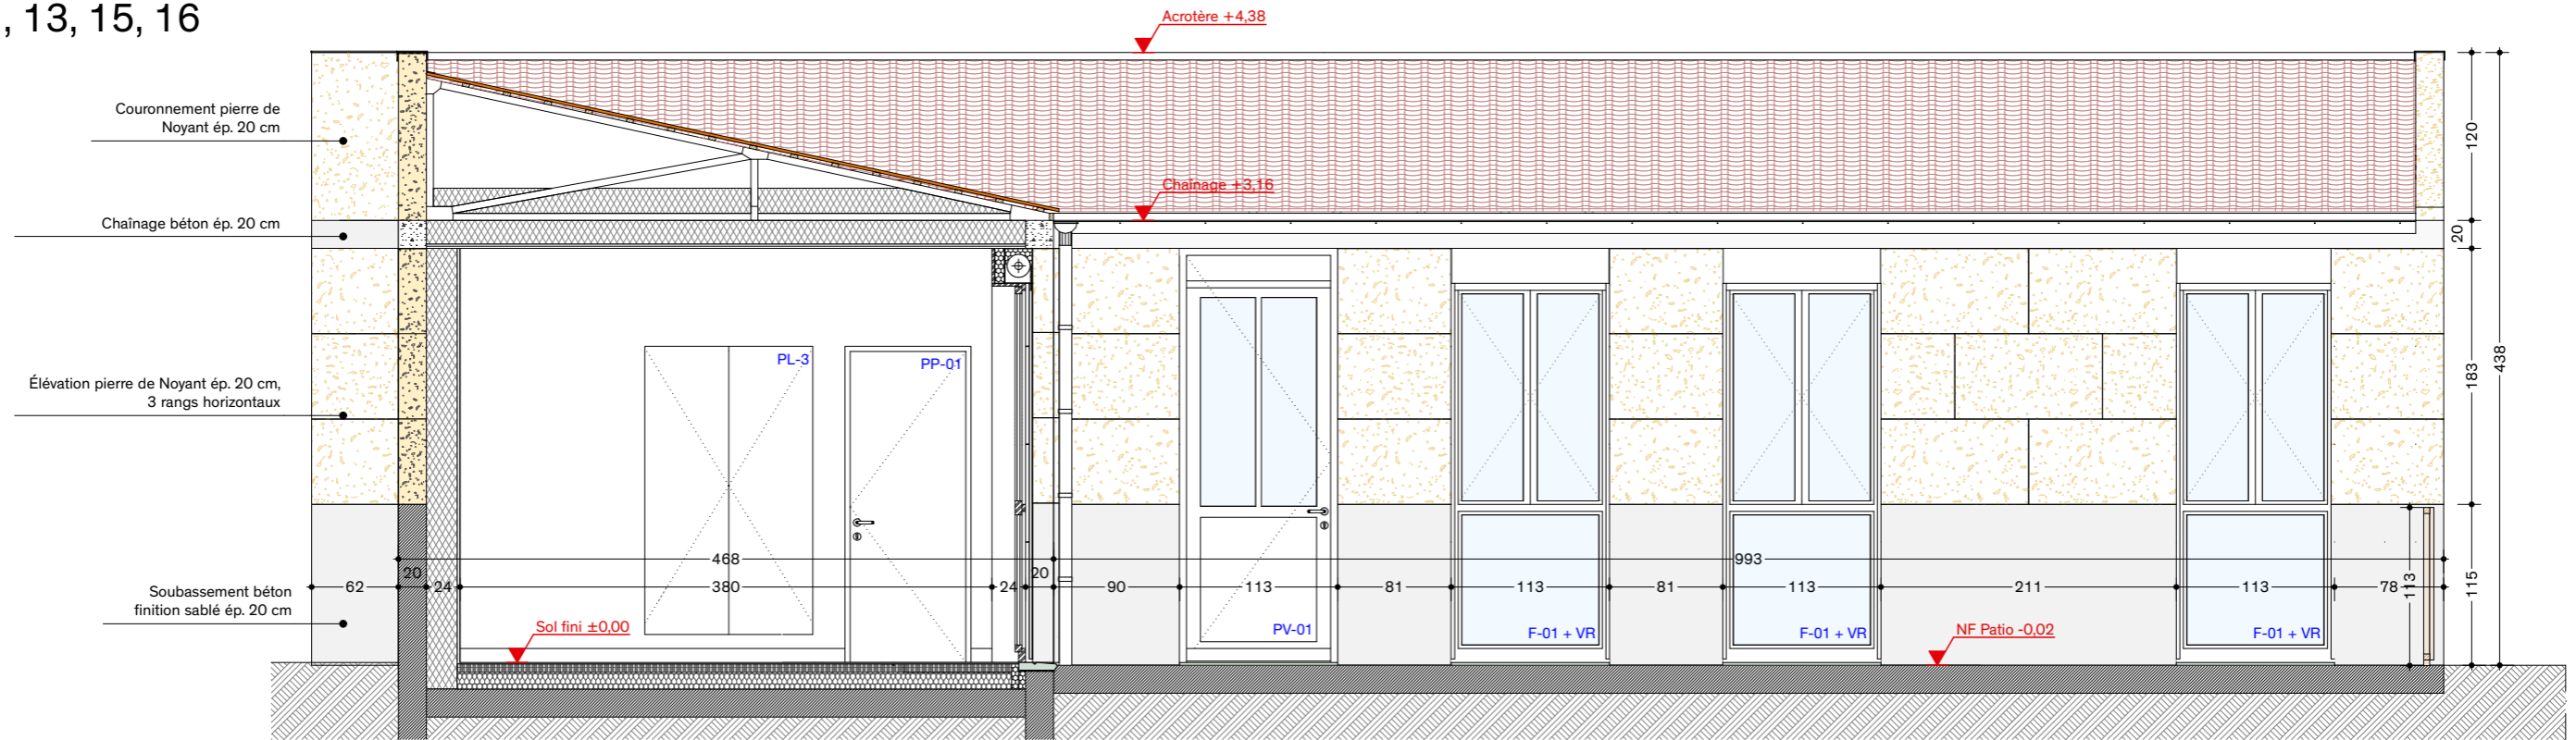 , 13, 15, 16
Acrotère +4,38
Couronnement pierre de
Noyant ép. 20 cm
120
Chaînage +3,16
Chaînage béton ép. 20 cm
20
438
183
PL-3
PP-01
Élévation pierre de Noyant ép. 20 cm,
3 rangs horizontaux
468
993
20
20
62
24
380
24
90
113
81
113
81
113
211
113
78
113
115
Soubassement béton
finition sablé ép. 20 cm
Sol fini ±0,00
PV-01
F-01 + VR
F-01 + VR
NF Patio -0,02
F-01 + VR